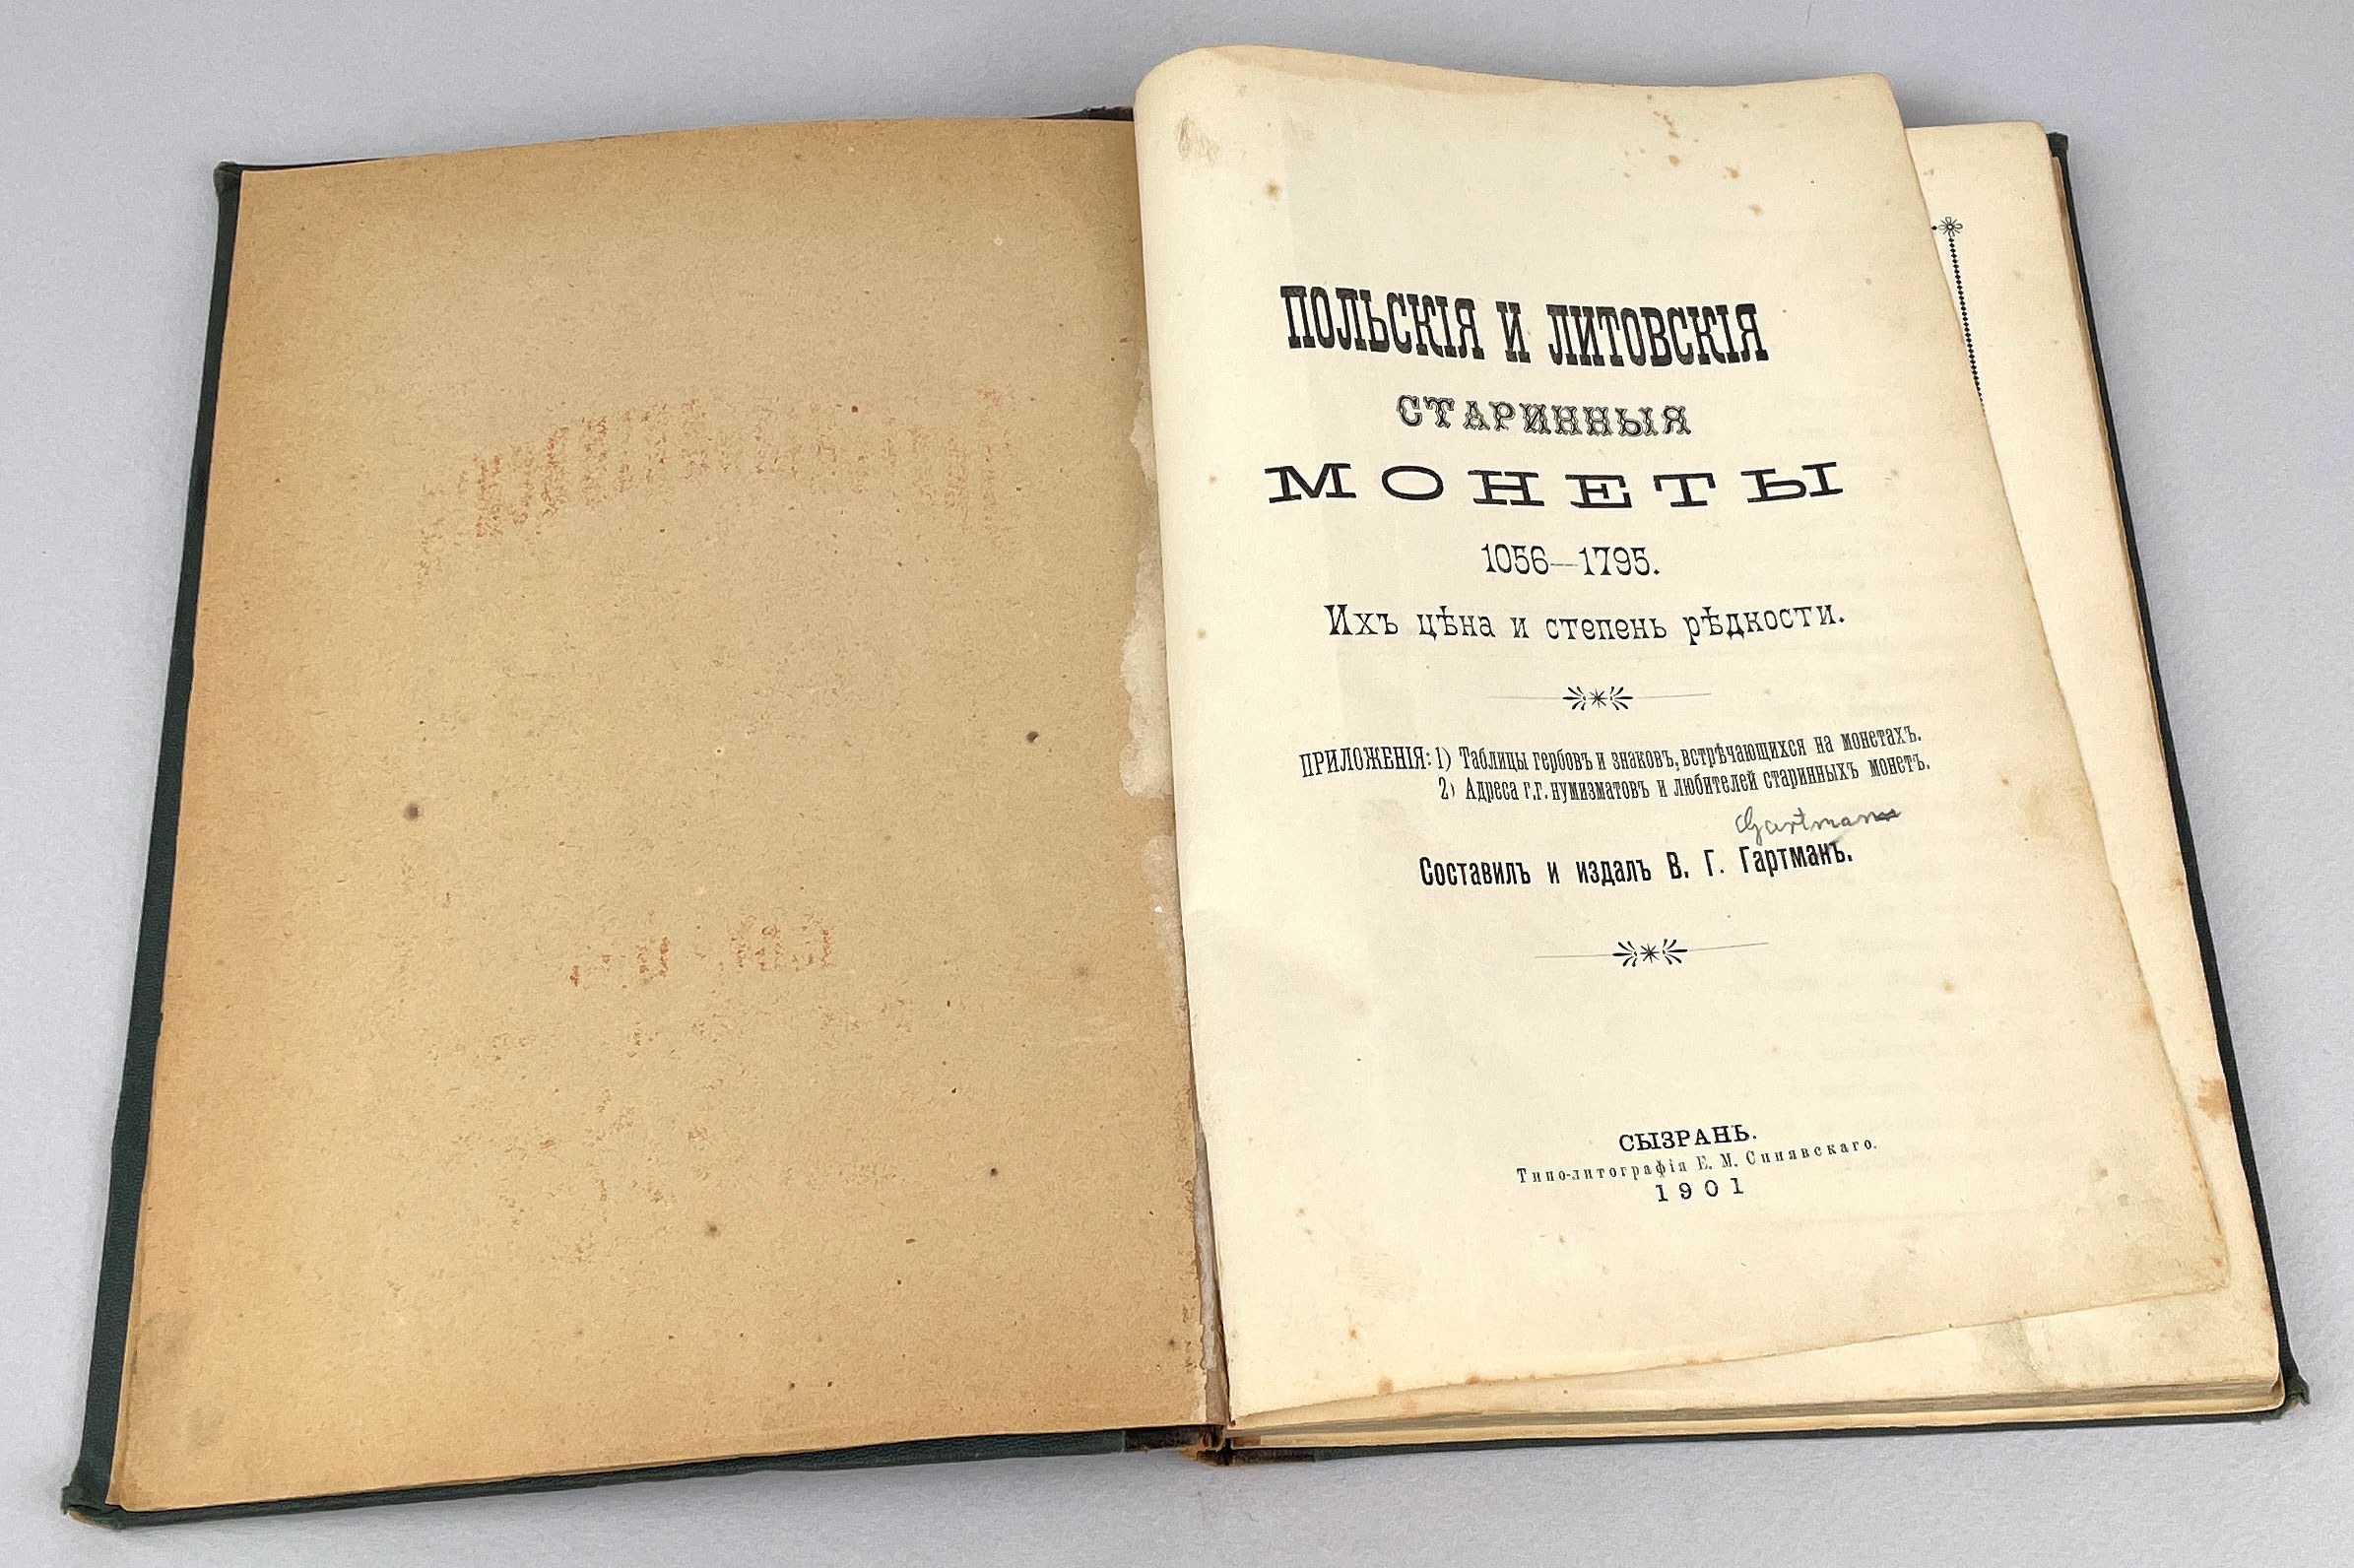 ПОЛЬСКІЯ И ЛИТОВСКІЯ
СТАРИННЫЯ
МОНЕТЫ
1056—1795.
Ихъ цѣна и степень рѣдкости.
ПРИЛОЖЕНІЯ: 1) Таблицы гербовъ и знаковъ, встрѣчающихся на монетахъ.
2) Адреса г.г. нумизматовъ и любителей старинныхъ монетъ.
Gartman
Составилъ и издалъ В. Г. Гартманъ.
СЫЗРАНЬ.
Типо-литографія Е. М. Синявскаго.
1901